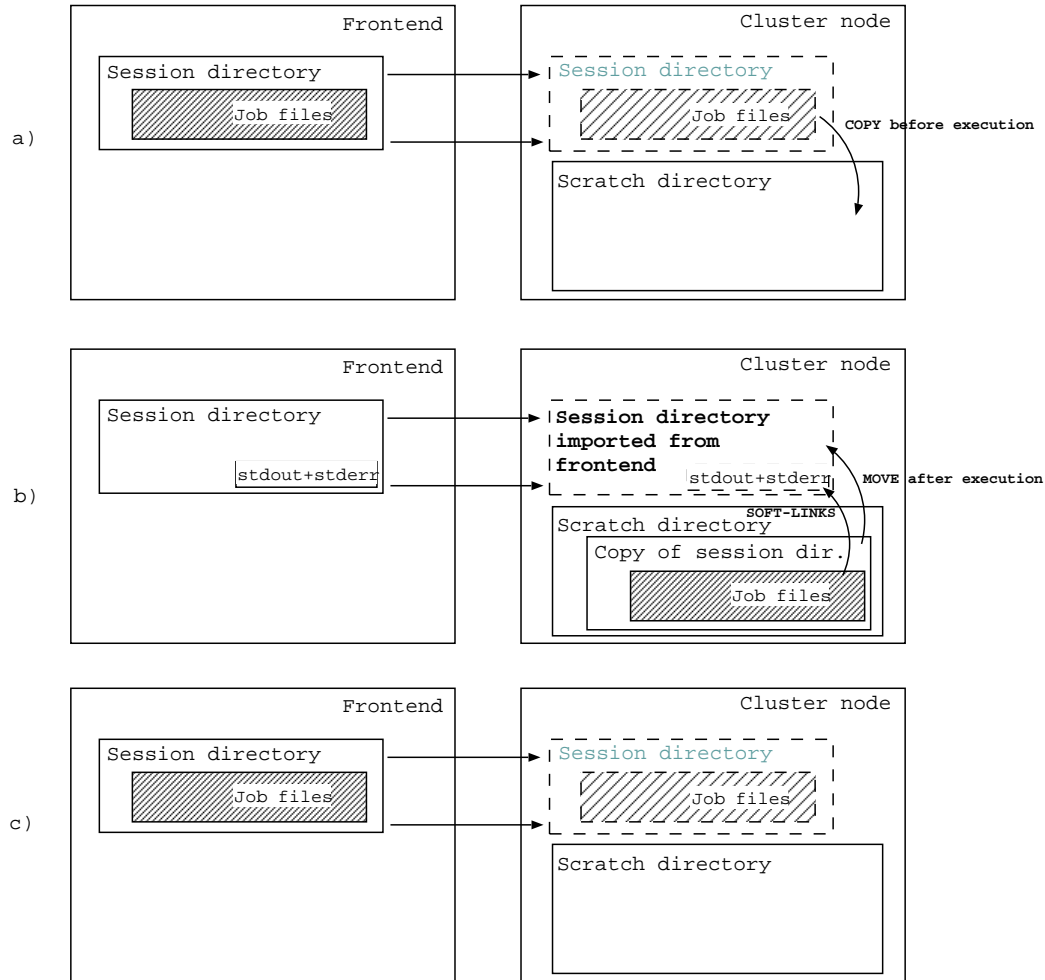 Frontend
Session directory
Job files
Cluster node
Session directory
Job files
COPY before execution
Scratch directory
a)
Frontend
Session directory
stdout+stderr
Cluster node
Session directory
imported from
frontend
stdout+stderr
MOVE after execution
SOFT-LINKS
Scratch directory
Copy of session dir.
Job files
b)
Frontend
Session directory
Job files
Cluster node
Session directory
Job files
Scratch directory
c)